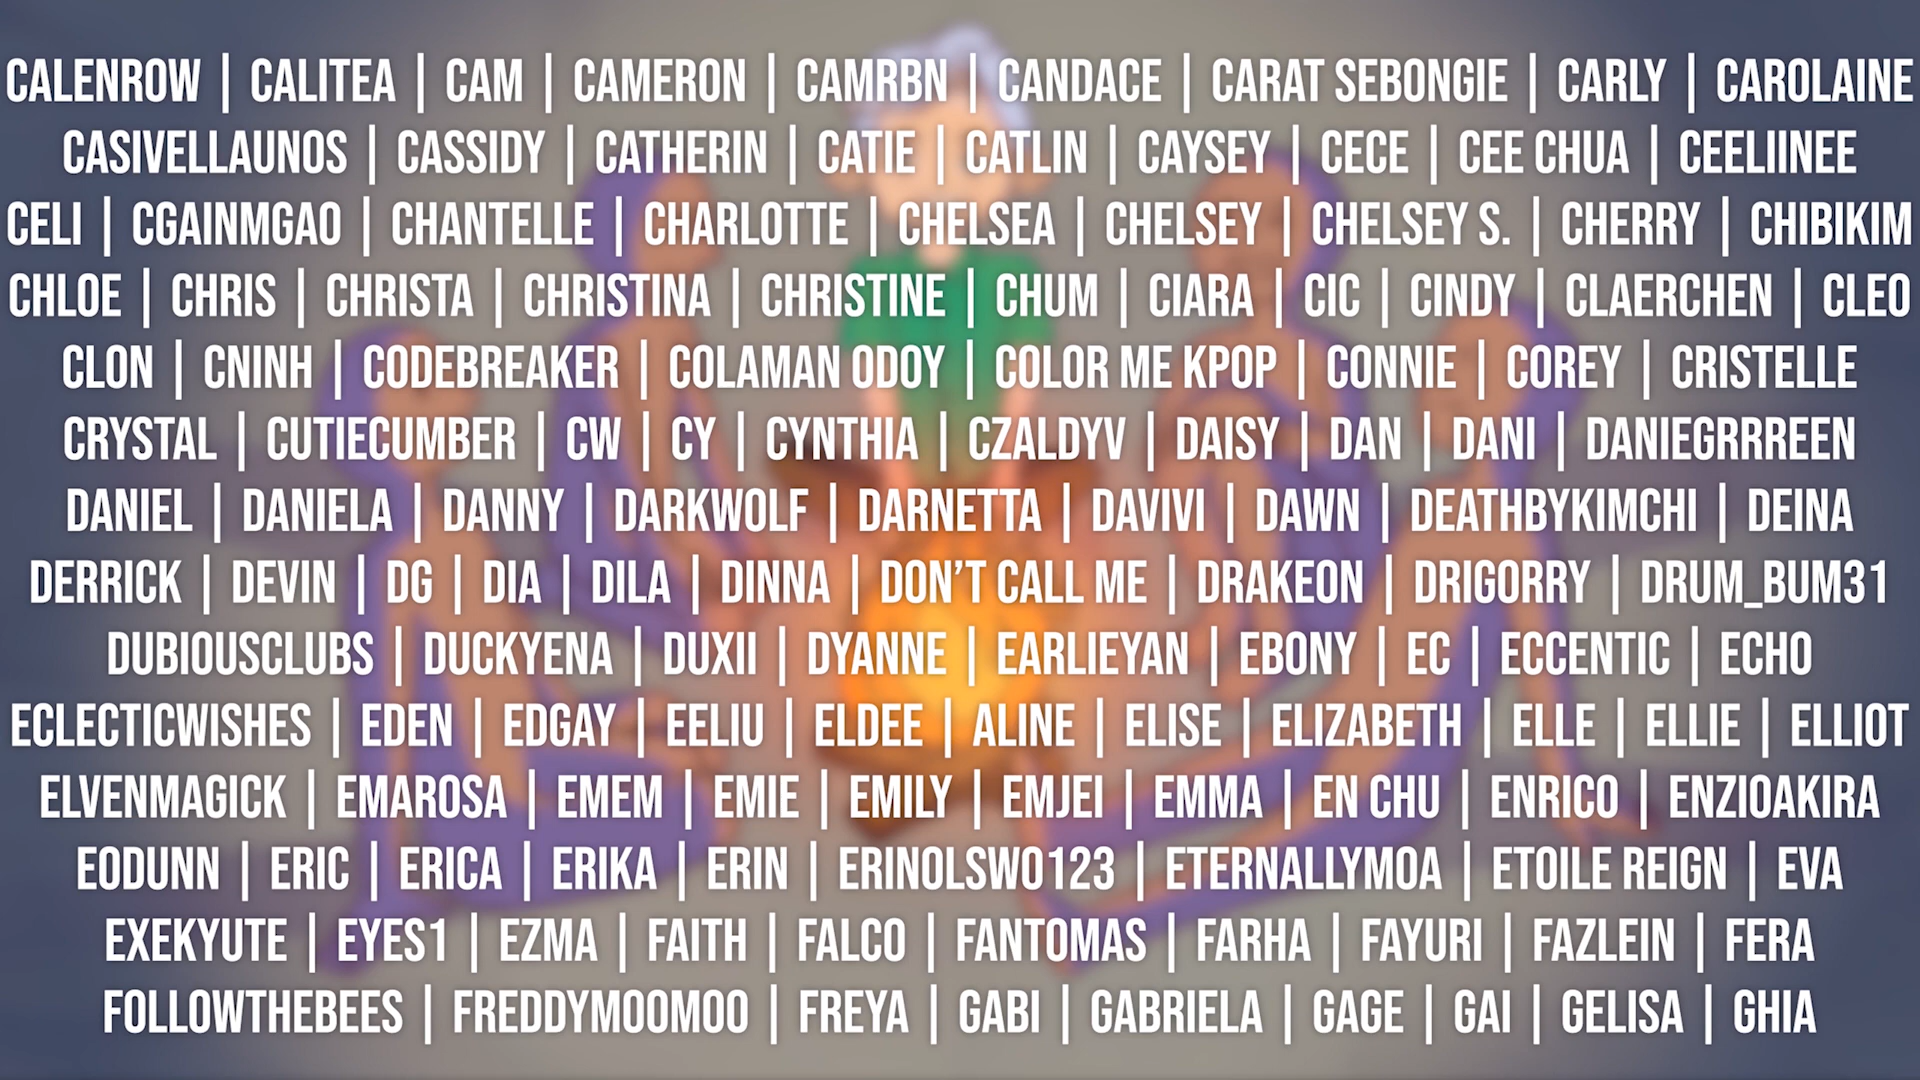 CALENROW | CALITEA | CAM | CAMERON | CAMRBN | CANDACE | CARAT SEBONGIE | CARLY | CAROLAINE
CASIVELLAUNOS | CASSIDY | CATHERIN | CATIE | CATLIN | CAYSEY | CECE | CEE CHUA | CEELIINEE
CELI | CGAINMGAO | CHANTELLE | CHARLOTTE | CHELSEA | CHELSEY | CHELSEY S. | CHERRY | CHIBIKIM
CHLOE | CHRIS | CHRISTA | CHRISTINA | CHRISTINE | CHUM | CIARA | CIC | CINDY | CLAERCHEN | CLEO
CLON | CNINH | CODEBREAKER | COLAMAN ODOY | COLOR ME KPOP | CONNIE | COREY | CRISTELLE
CRYSTAL | CUTIECUMBER | CW | CY | CYNTHIA | CZALDYV | DAISY | DAN | DANI | DANIEGRRREEN
DANIEL | DANIELA | DANNY | DARKWOLF | DARNETTA | DAVIVI | DAWN | DEATHBYKIMCHI | DEINA
DERRICK | DEVIN | DG | DIA | DILA | DINNA | DON'T CALL ME | DRAKEON | DRIGORRY | DRUM_BUM31
DUBIOUSCLUBS | DUCKYENA | DUXII | DYANNE | EARLIEYAN | EBONY | EC | ECCENTIC | ECHO
ECLECTICWISHES | EDEN | EDGAY | EELIU | ELDEE | ALINE | ELISE | ELIZABETH | ELLE | ELLIE | ELLIOT
ELVENMAGICK | EMAROSA | EMEM | EMIE | EMILY | EMJEI | EMMA | EN CHU | ENRICO | ENZIOAKIRA
EODUNN | ERIC | ERICA | ERIKA | ERIN | ERINOLSWO123 | ETERNALLYMOA | ETOILE REIGN | EVA
EXEKYUTE | EYES1 | EZMA | FAITH | FALCO | FANTOMAS | FARHA | FAYURI | FAZLEIN | FERA
FOLLOWTHEBEES | FREDDYMOOMOO | FREYA | GABI | GABRIELA | GAGE | GAI | GELISA | GHIA